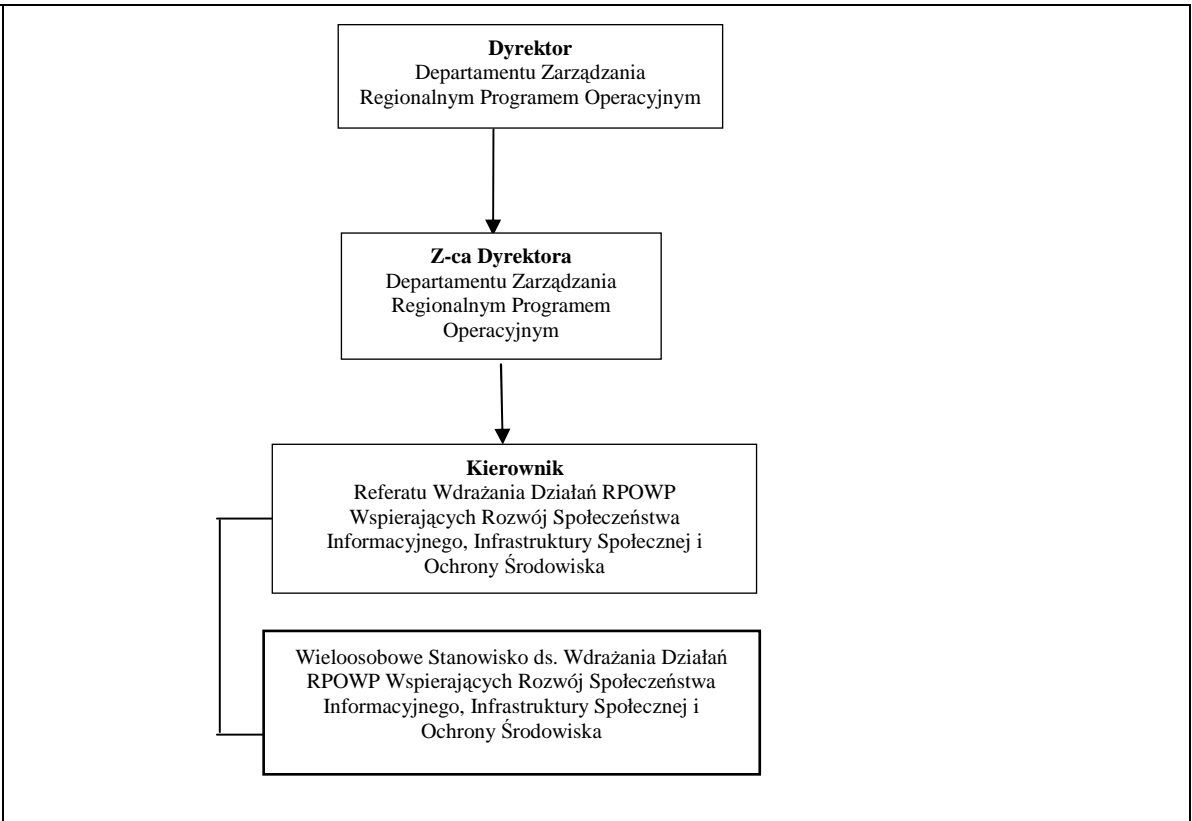 Dyrektor
Departamentu Zarządzania
Regionalnym Programem Operacyjnym
Z-ca Dyrektora
Departamentu Zarządzania
Regionalnym Programem
Operacyjnym
Kierownik
Referatu Wdrażania Działań RPOWP
Wspierających Rozwój Społeczeństwa
Informacyjnego, Infrastruktury Społecznej i
Ochrony Środowiska
Wieloosobowe Stanowisko ds. Wdrażania Działań
RPOWP Wspierających Rozwój Społeczeństwa
Informacyjnego, Infrastruktury Społecznej i
Ochrony Środowiska